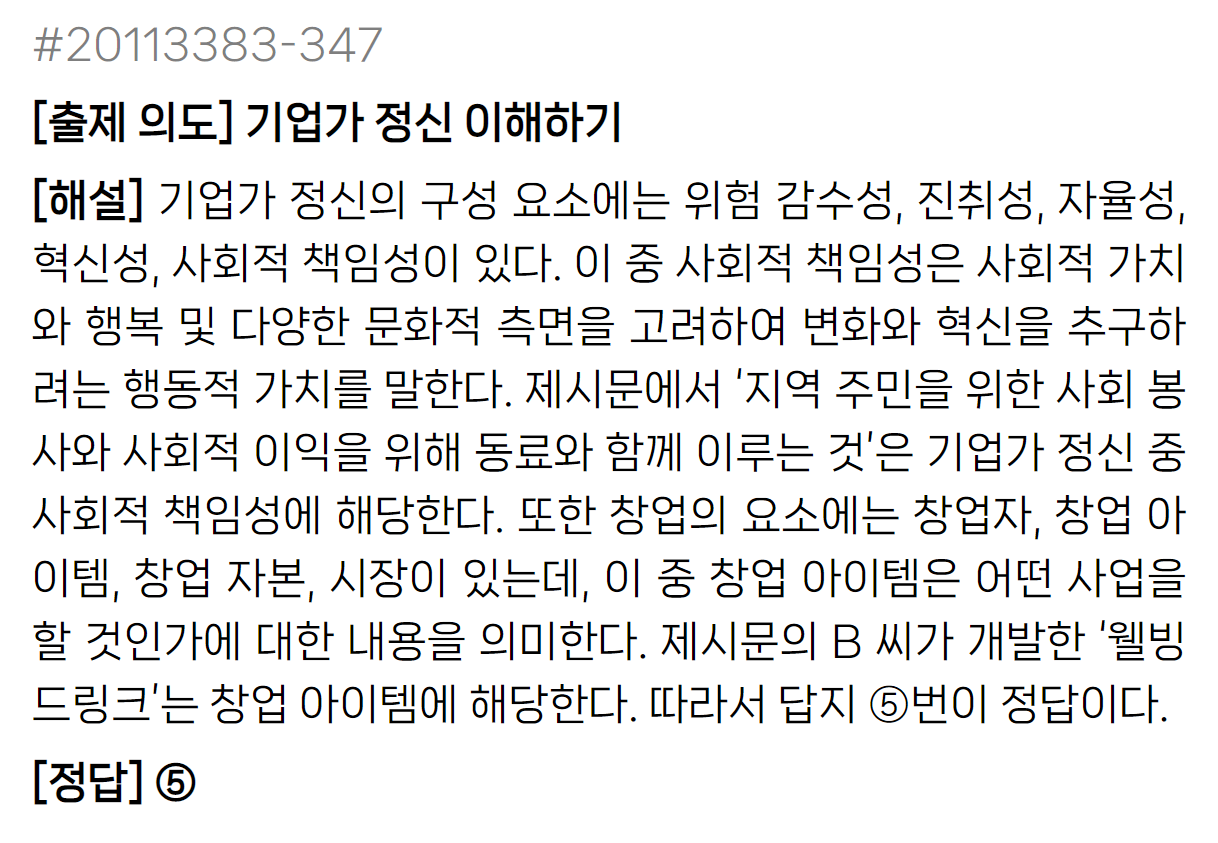 #20113383-347
[출제 의도] 기업가 정신 이해하기
[해설] 기업가 정신의 구성 요소에는 위험 감수성, 진취성, 자율성,
혁신성, 사회적 책임성이 있다. 이 중 사회적 책임성은 사회적 가치
와 행복 및 다양한 문화적 측면을 고려하여 변화와 혁신을 추구하
려는 행동적 가치를 말한다. 제시문에서 ‘지역 주민을 위한 사회 봉
사와 사회적 이익을 위해 동료와 함께 이루는 것’은 기업가 정신 중
사회적 책임성에 해당한다. 또한 창업의 요소에는 창업자, 창업 아
이템, 창업 자본, 시장이 있는데, 이 중 창업 아이템은 어떤 사업을
할 것인가에 대한 내용을 의미한다. 제시문의 B 씨가 개발한 ‘웰빙
드링크’는 창업 아이템에 해당한다. 따라서 답지 ⑤번이 정답이다.
[정답] ⑤